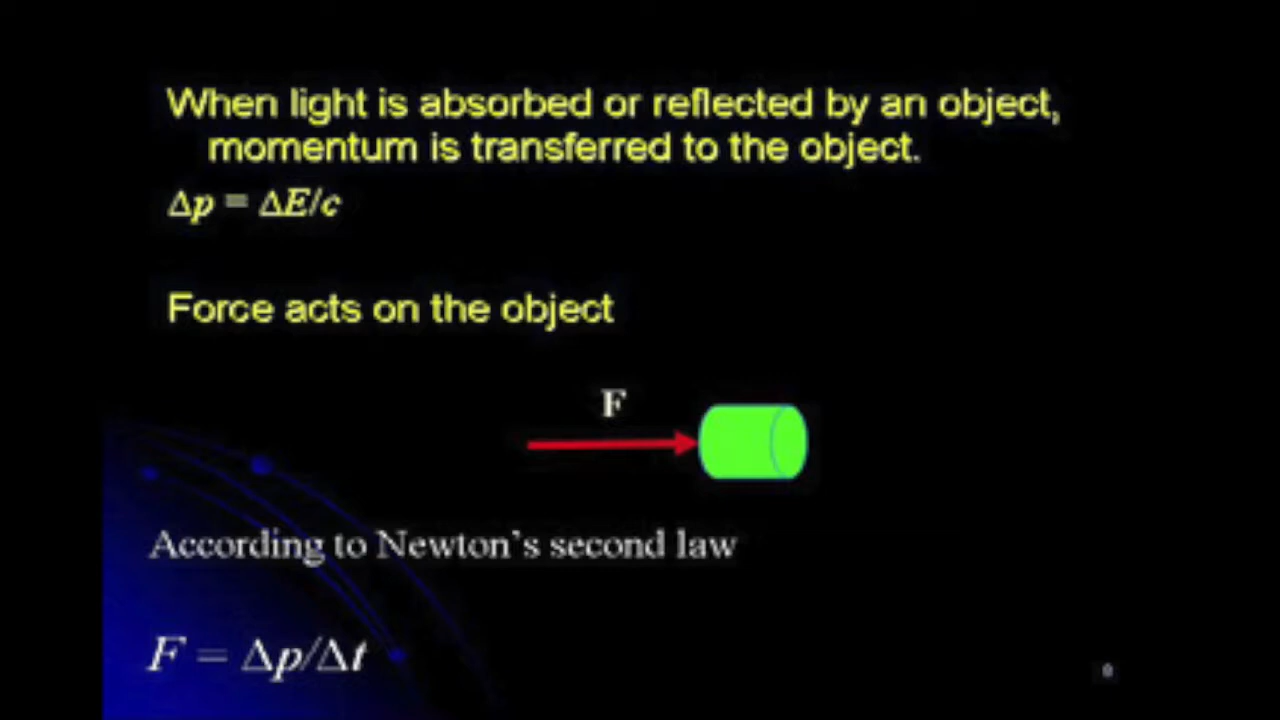 When light is absorbed or reflected by an object,
momentum is transferred to the object.
Δp = ΔE/c
Force acts on the object
F
According to Newton's second law
F = Δp/Δt